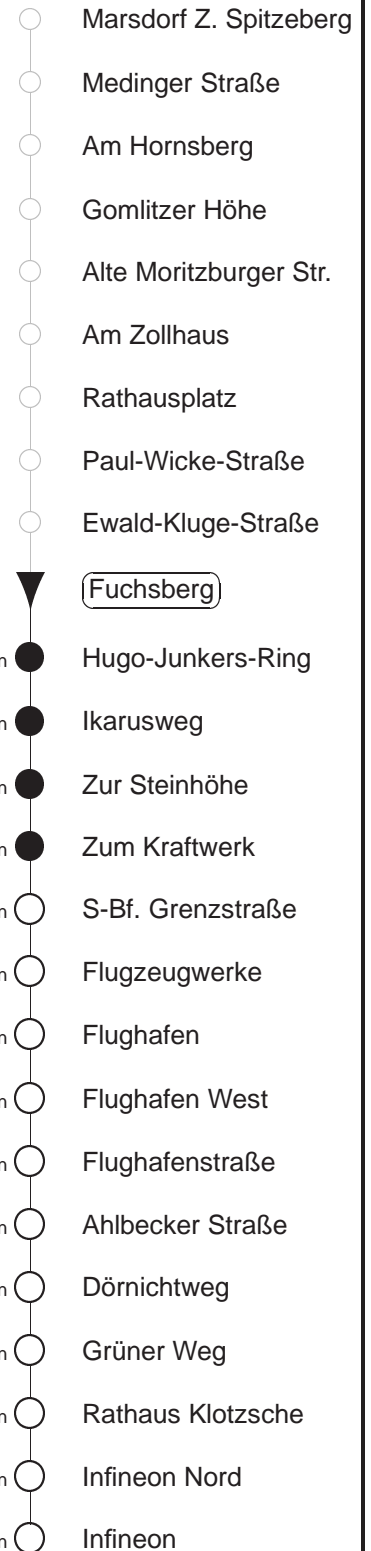 Marsdorf Z. Spitzeberg
Medinger Straße
Am Hornsberg
Gomlitzer Höhe
Alte Moritzburger Str.
Am Zollhaus
Rathausplatz
Paul-Wicke-Straße
Ewald-Kluge-Straße
Fuchsberg
Hugo-Junkers-Ring
Ikarusweg
Zur Steinhöhe
Zum Kraftwerk
S-Bf. Grenzstraße
Flugzeugwerke
Flughafen
Flughafen West
Flughafenstraße
Ahlbecker Straße
Dörnichtweg
Grüner Weg
Rathaus Klotzsche
Infineon Nord
Infineon